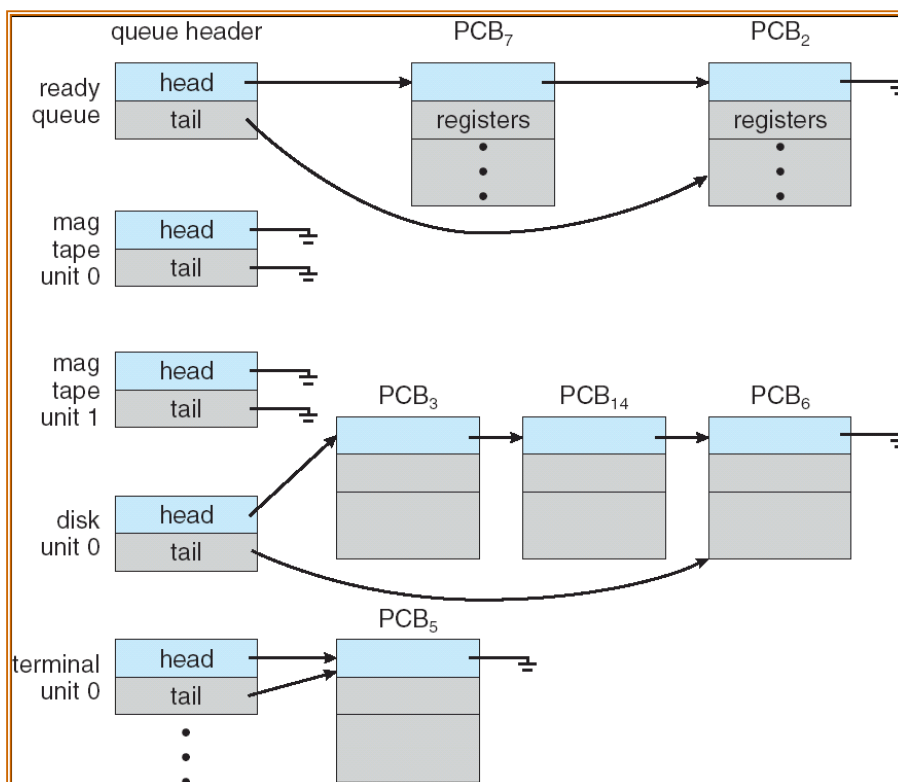 queue header
PCB₇
PCB₂
ready
queue
head
tail
registers
registers
mag
tape
unit 0
head
tail
mag
tape
unit 1
head
tail
PCB₃
PCB₁₄
PCB₆
disk
unit 0
head
tail
PCB₅
terminal
unit 0
head
tail